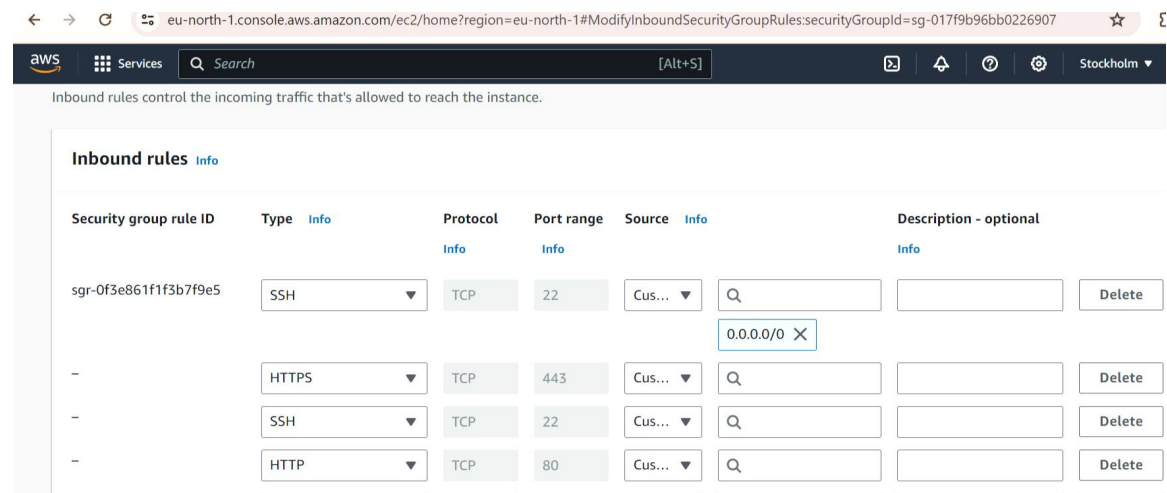 eu-north-1.console.aws.amazon.com/ec2/home?region=eu-north-1#ModifyInboundSecurityGroupRules:securityGroupId=sg-017f9b96bb0226907
aws Services Search [Alt+S] Stockholm
Inbound rules control the incoming traffic that's allowed to reach the instance.
Inbound rules Info
Security group rule ID Type Info Protocol Port range Source Info Description - optional
Info Info Info
sgr-0f3e861f1f3b7f9e5 SSH TCP 22 Cus... Delete
0.0.0.0/0
– HTTPS TCP 443 Cus... Delete
– SSH TCP 22 Cus... Delete
– HTTP TCP 80 Cus... Delete